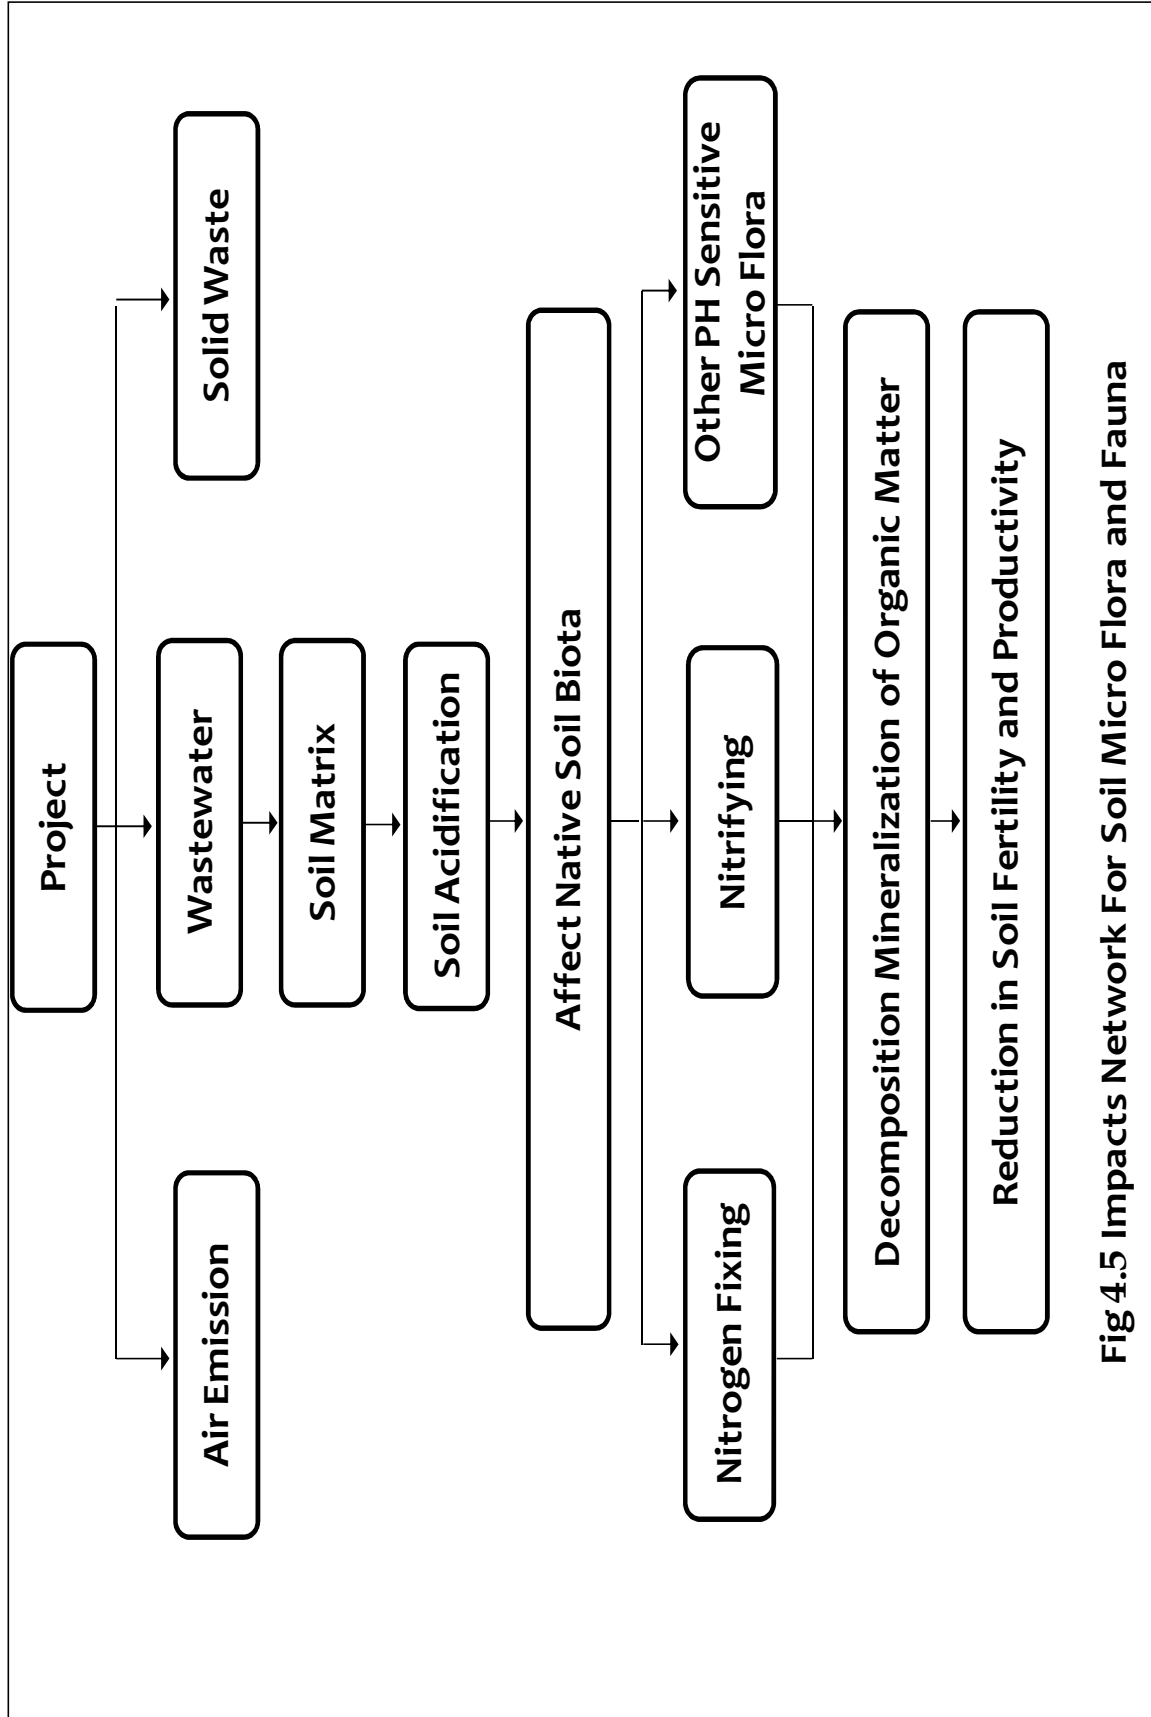 Project
Air Emission
Wastewater
Solid Waste
Soil Matrix
Soil Acidification
Affect Native Soil Biota
Nitrogen Fixing
Nitrifying
Other PH Sensitive
Micro Flora
Decomposition Mineralization of Organic Matter
Reduction in Soil Fertility and Productivity
Fig 4.5 Impacts Network For Soil Micro Flora and Fauna